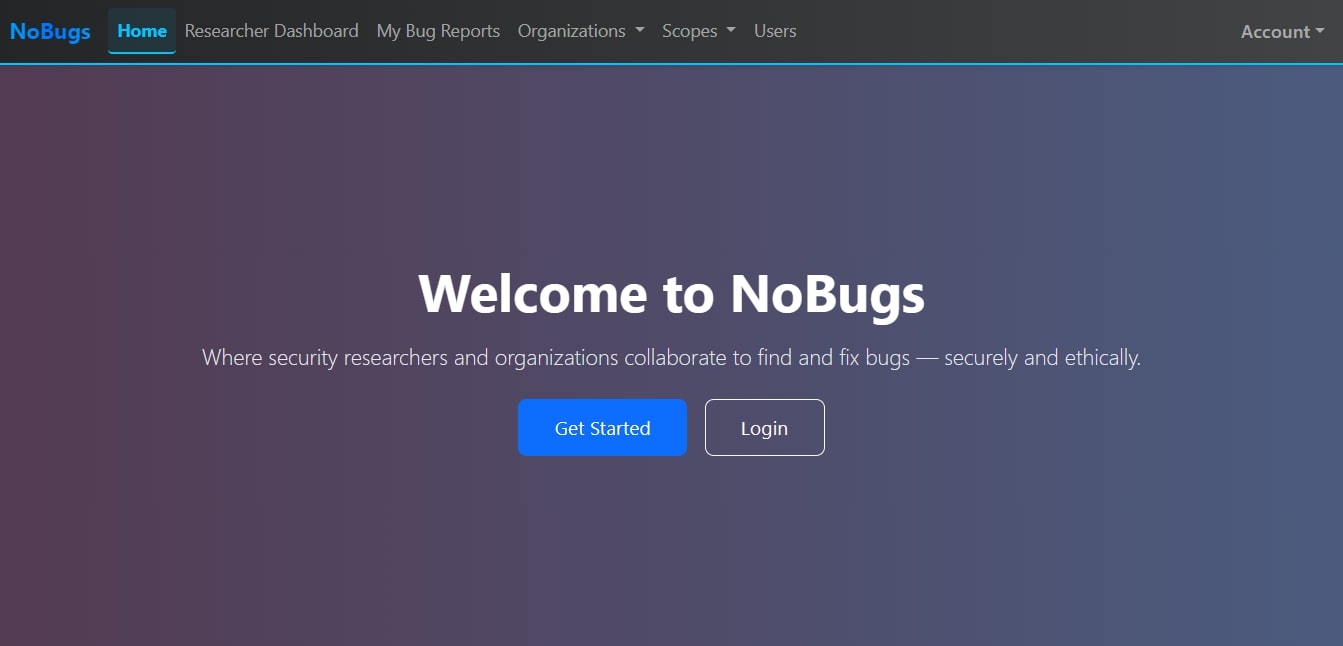 NoBugs Home Researcher Dashboard My Bug Reports Organizations Scopes Users Account
Welcome to NoBugs
Where security researchers and organizations collaborate to find and fix bugs — securely and ethically.
Get Started Login